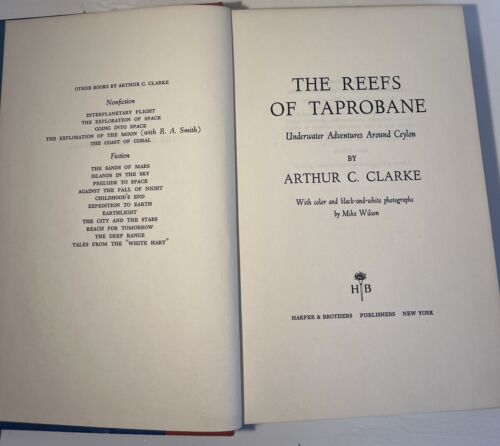 OTHER BOOKS BY ARTHUR C. CLARKE
Nonfiction
INTERPLANETARY FLIGHT
THE EXPLORATION OF SPACE
GOING INTO SPACE
THE EXPLORATION OF THE MOON (with R. A. Smith)
THE COAST OF CORAL
Fiction
THE SANDS OF MARS
ISLANDS IN THE SKY
PRELUDE TO SPACE
AGAINST THE FALL OF NIGHT
CHILDHOOD'S END
EXPEDITION TO EARTH
EARTHLIGHT
THE CITY AND THE STARS
REACH FOR TOMORROW
THE DEEP RANGE
TALES FROM THE "WHITE HART"
THE REEFS
OF TAPROBANE
Underwater Adventures Around Ceylon
BY
ARTHUR C. CLARKE
With color and black-and-white photographs
by Mike Wilson
H B
HARPER & BROTHERS PUBLISHERS NEW YORK